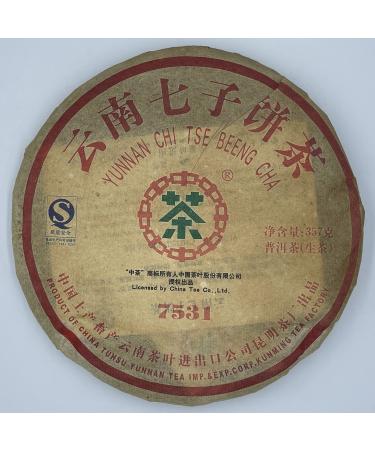 云南七子饼茶
YUNNAN CHI TSE BEENG CHA
茶
®
净含量:357克
普洱茶(生茶)
质量安全
“中茶”商标所有人中国茶叶股份有限公司
授权出品
Licensed by China Tea Co.,Ltd.
7531
中国土产畜产云南茶叶进出口公司昆明茶厂出品
PRODUCT OF CHINA TUHSU YUNNAN TEA IMP.&EXP.CORP.KUNMING TEA FACTORY